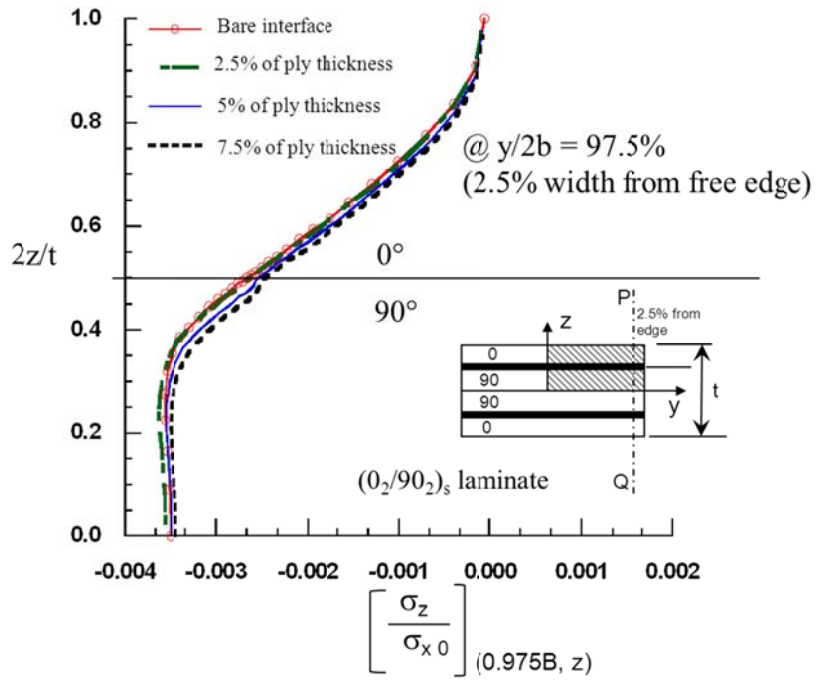 1.0
0.8
0.6
0.4
0.2
0.0
2z/t
Bare interface
2.5% of ply thickness
5% of ply thickness
7.5% of ply thickness
@ y/2b = 97.5%
(2.5% width from free edge)
0°
90°
P
2.5% from
edge
z
0
90
90
0
y
t
Q
(0₂/90₂)ₛ laminate
-0.004 -0.003 -0.002 -0.001 0.000 0.001 0.002
[σz / σx 0] (0.975B, z)